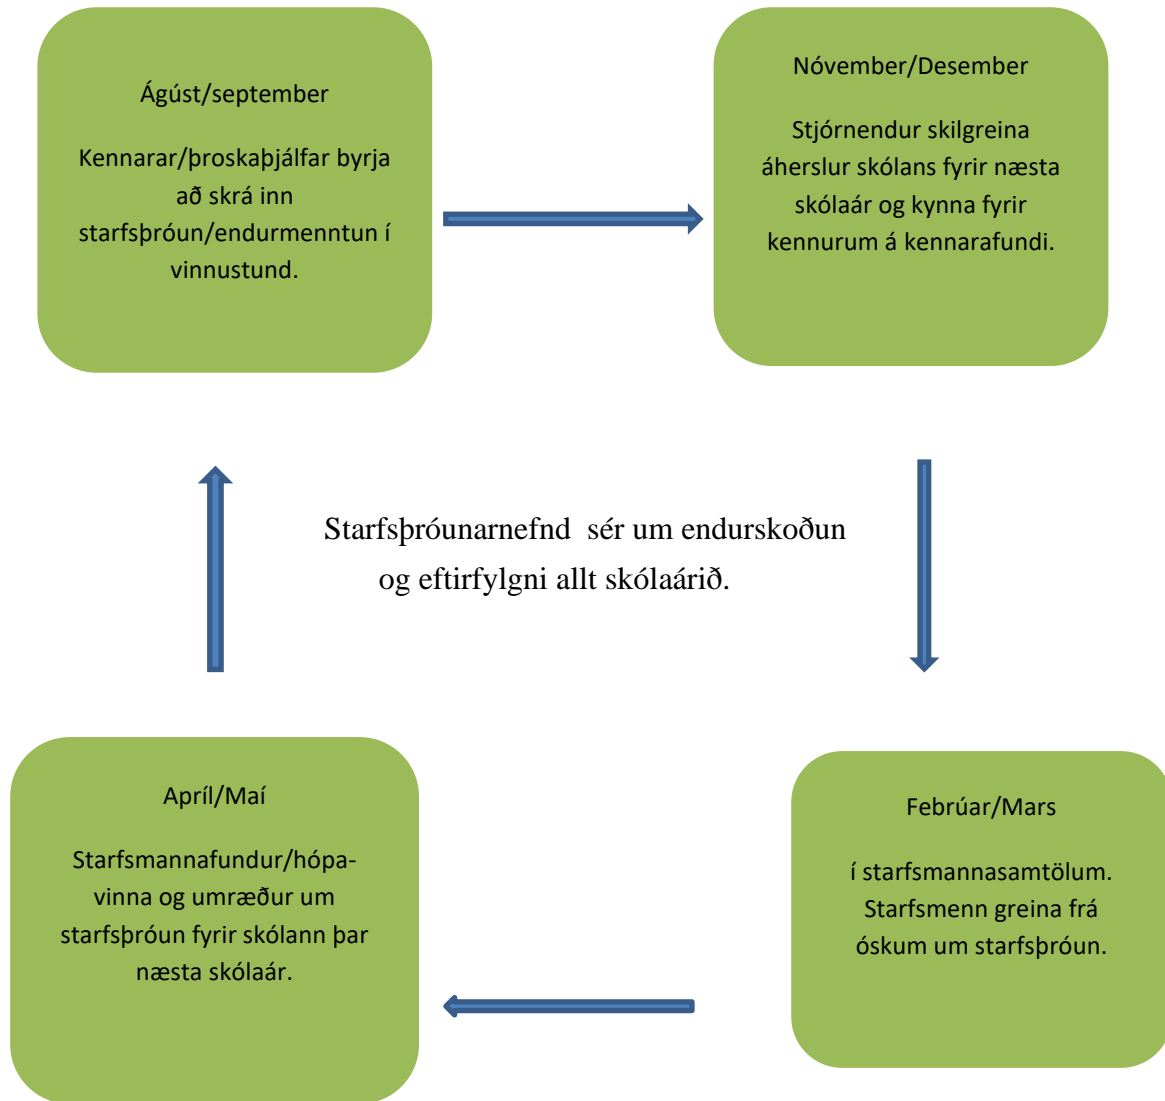 Ágúst/september
Kennarar/þroskaþjálfar byrja
að skrá inn
starfsþróun/endurmenntun í
vinnustund.
Nóvember/Desember
Stjórnendur skilgreina
áherslur skólans fyrir næsta
skólaár og kynna fyrir
kennurum á kennarafundi.
Starfsþróunarnefnd  sér um endurskoðun
og eftirfylgni allt skólaárið.
Apríl/Maí
Starfsmannafundur/hópa-
vinna og umræður um
starfsþróun fyrir skólann þar
næsta skólaár.
Febrúar/Mars
í starfsmannasamtölum.
Starfsmenn greina frá
óskum um starfsþróun.